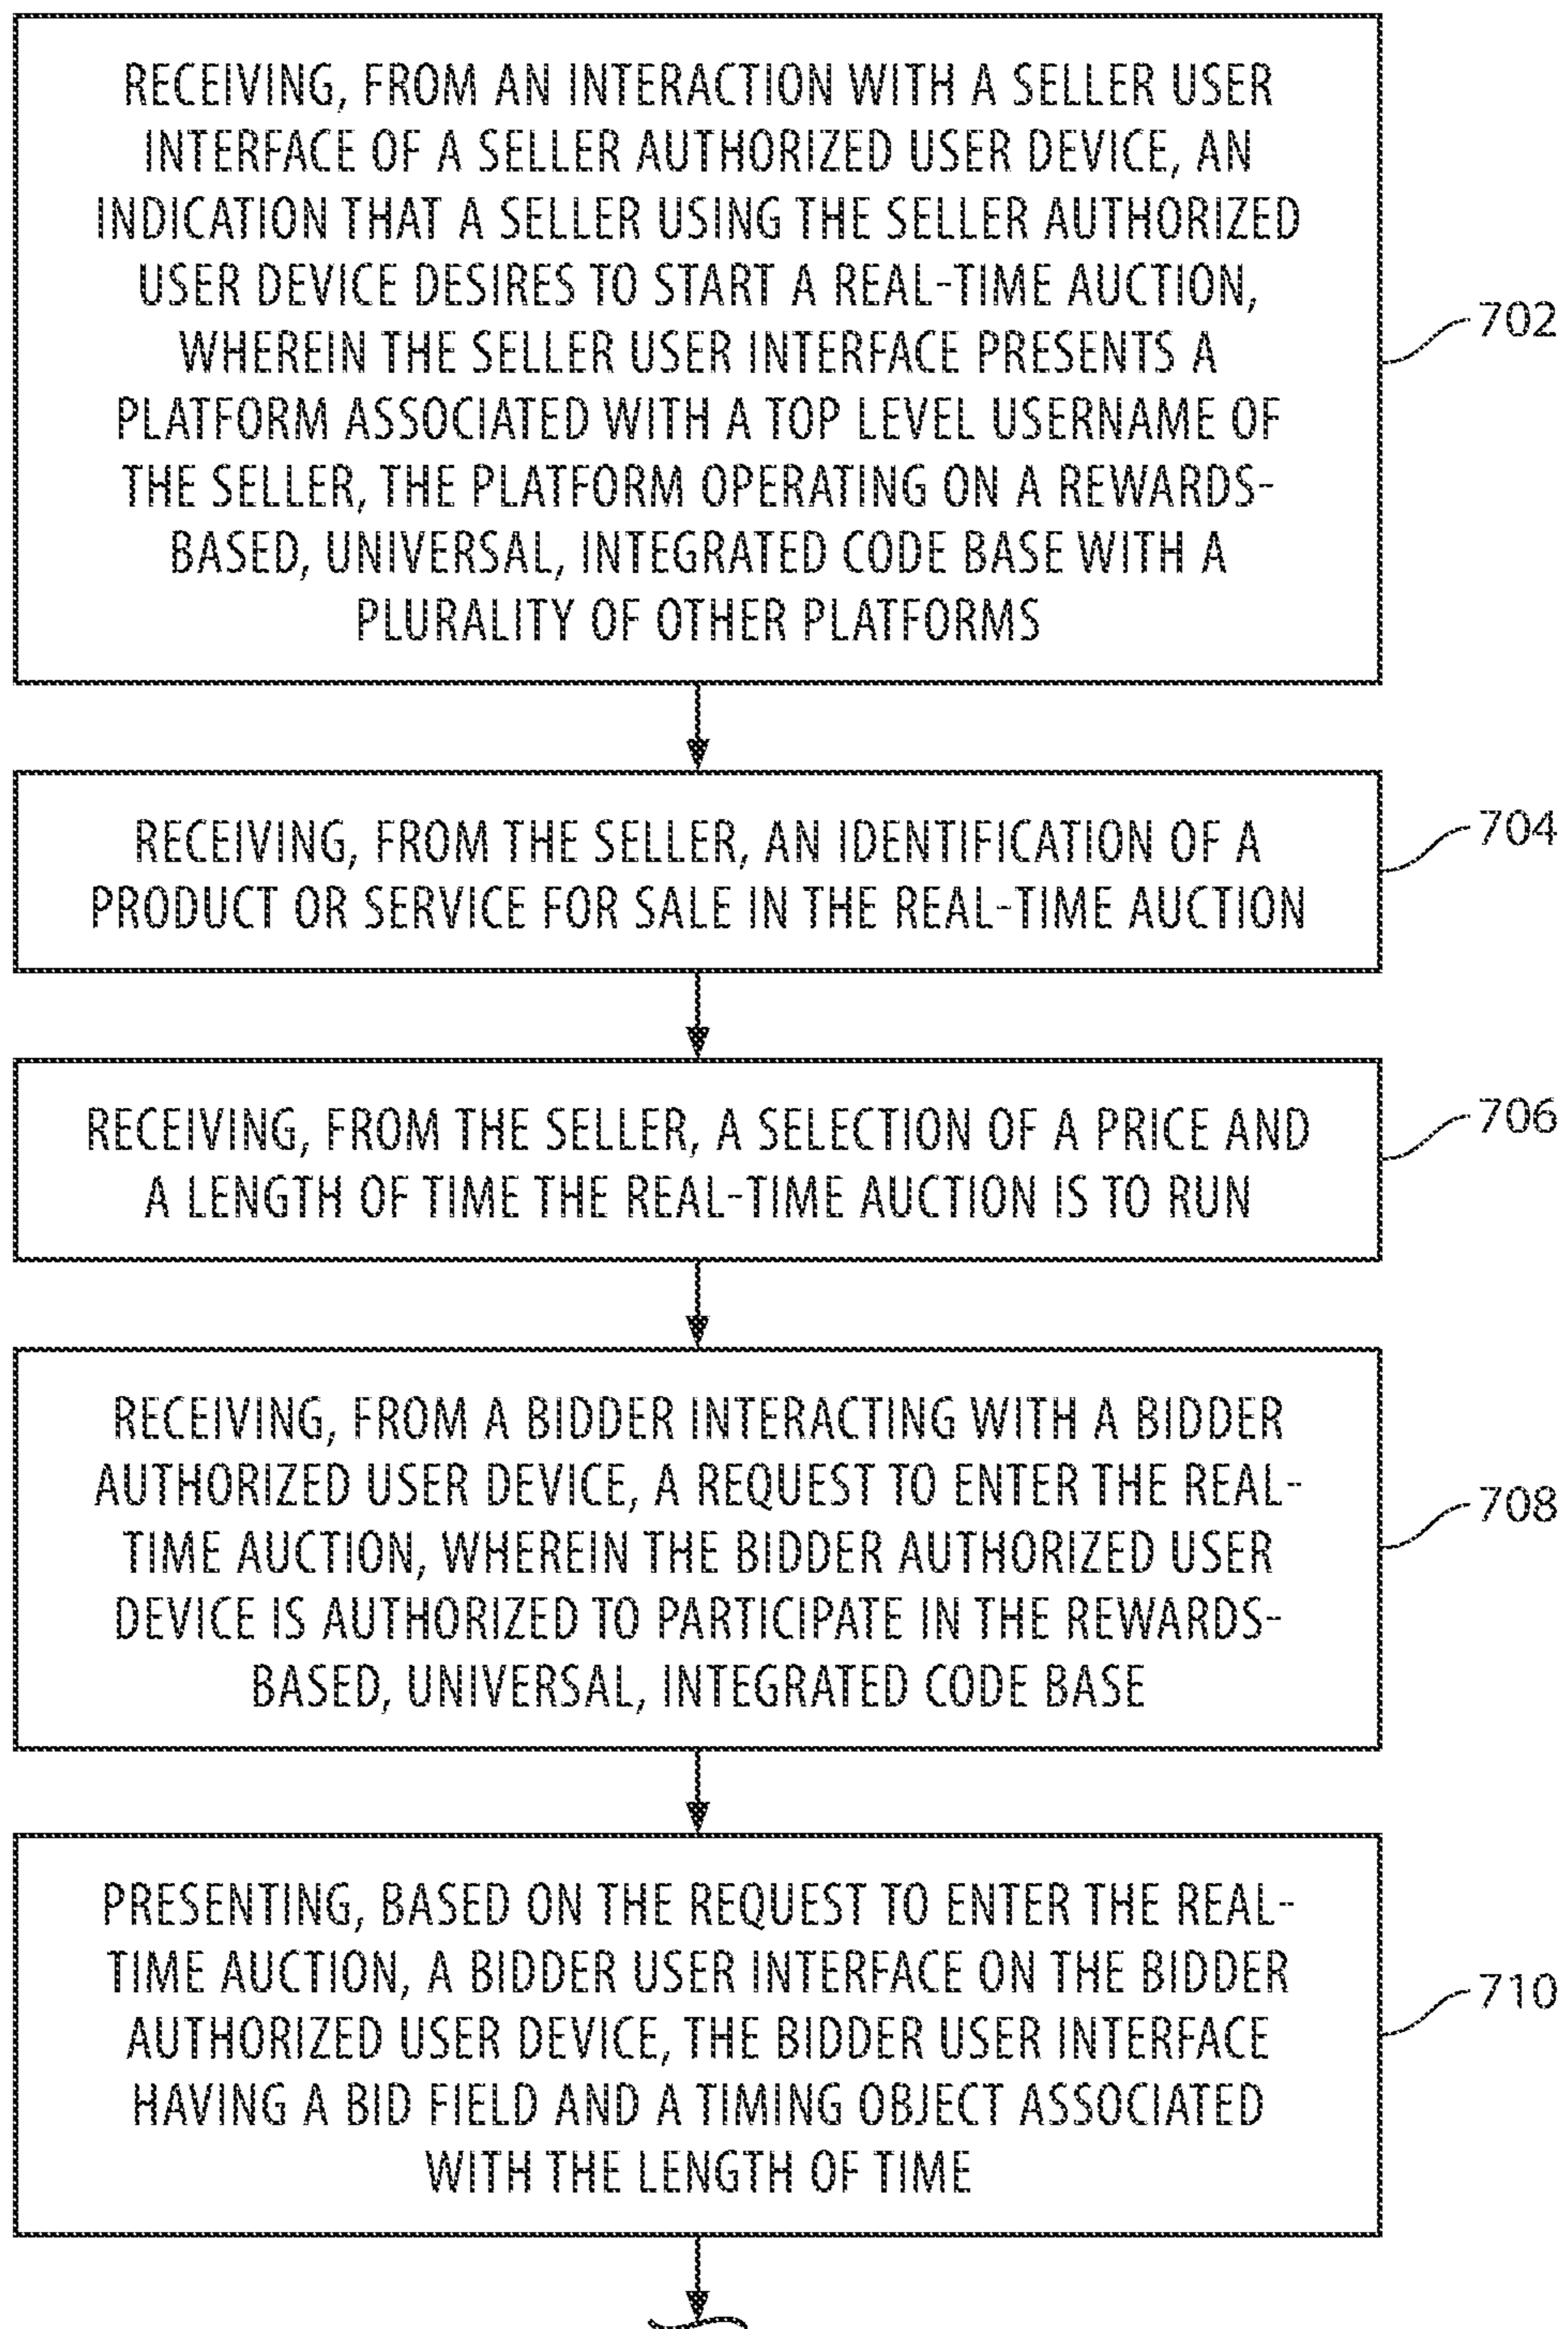 RECEIVING, FROM AN INTERACTION WITH A SELLER USER
INTERFACE OF A SELLER AUTHORIZED USER DEVICE, AN
INDICATION THAT A SELLER USING THE SELLER AUTHORIZED
USER DEVICE DESIRES TO START A REAL-TIME AUCTION,
WHEREIN THE SELLER USER INTERFACE PRESENTS A
PLATFORM ASSOCIATED WITH A TOP LEVEL USERNAME OF
THE SELLER, THE PLATFORM OPERATING ON A REWARDS-
BASED, UNIVERSAL, INTEGRATED CODE BASE WITH A
PLURALITY OF OTHER PLATFORMS
702
RECEIVING, FROM THE SELLER, AN IDENTIFICATION OF A
PRODUCT OR SERVICE FOR SALE IN THE REAL-TIME AUCTION
704
RECEIVING, FROM THE SELLER, A SELECTION OF A PRICE AND
A LENGTH OF TIME THE REAL-TIME AUCTION IS TO RUN
706
RECEIVING, FROM A BIDDER INTERACTING WITH A BIDDER
AUTHORIZED USER DEVICE, A REQUEST TO ENTER THE REAL-
TIME AUCTION, WHEREIN THE BIDDER AUTHORIZED USER
DEVICE IS AUTHORIZED TO PARTICIPATE IN THE REWARDS-
BASED, UNIVERSAL, INTEGRATED CODE BASE
708
PRESENTING, BASED ON THE REQUEST TO ENTER THE REAL-
TIME AUCTION, A BIDDER USER INTERFACE ON THE BIDDER
AUTHORIZED USER DEVICE, THE BIDDER USER INTERFACE
HAVING A BID FIELD AND A TIMING OBJECT ASSOCIATED
WITH THE LENGTH OF TIME
710